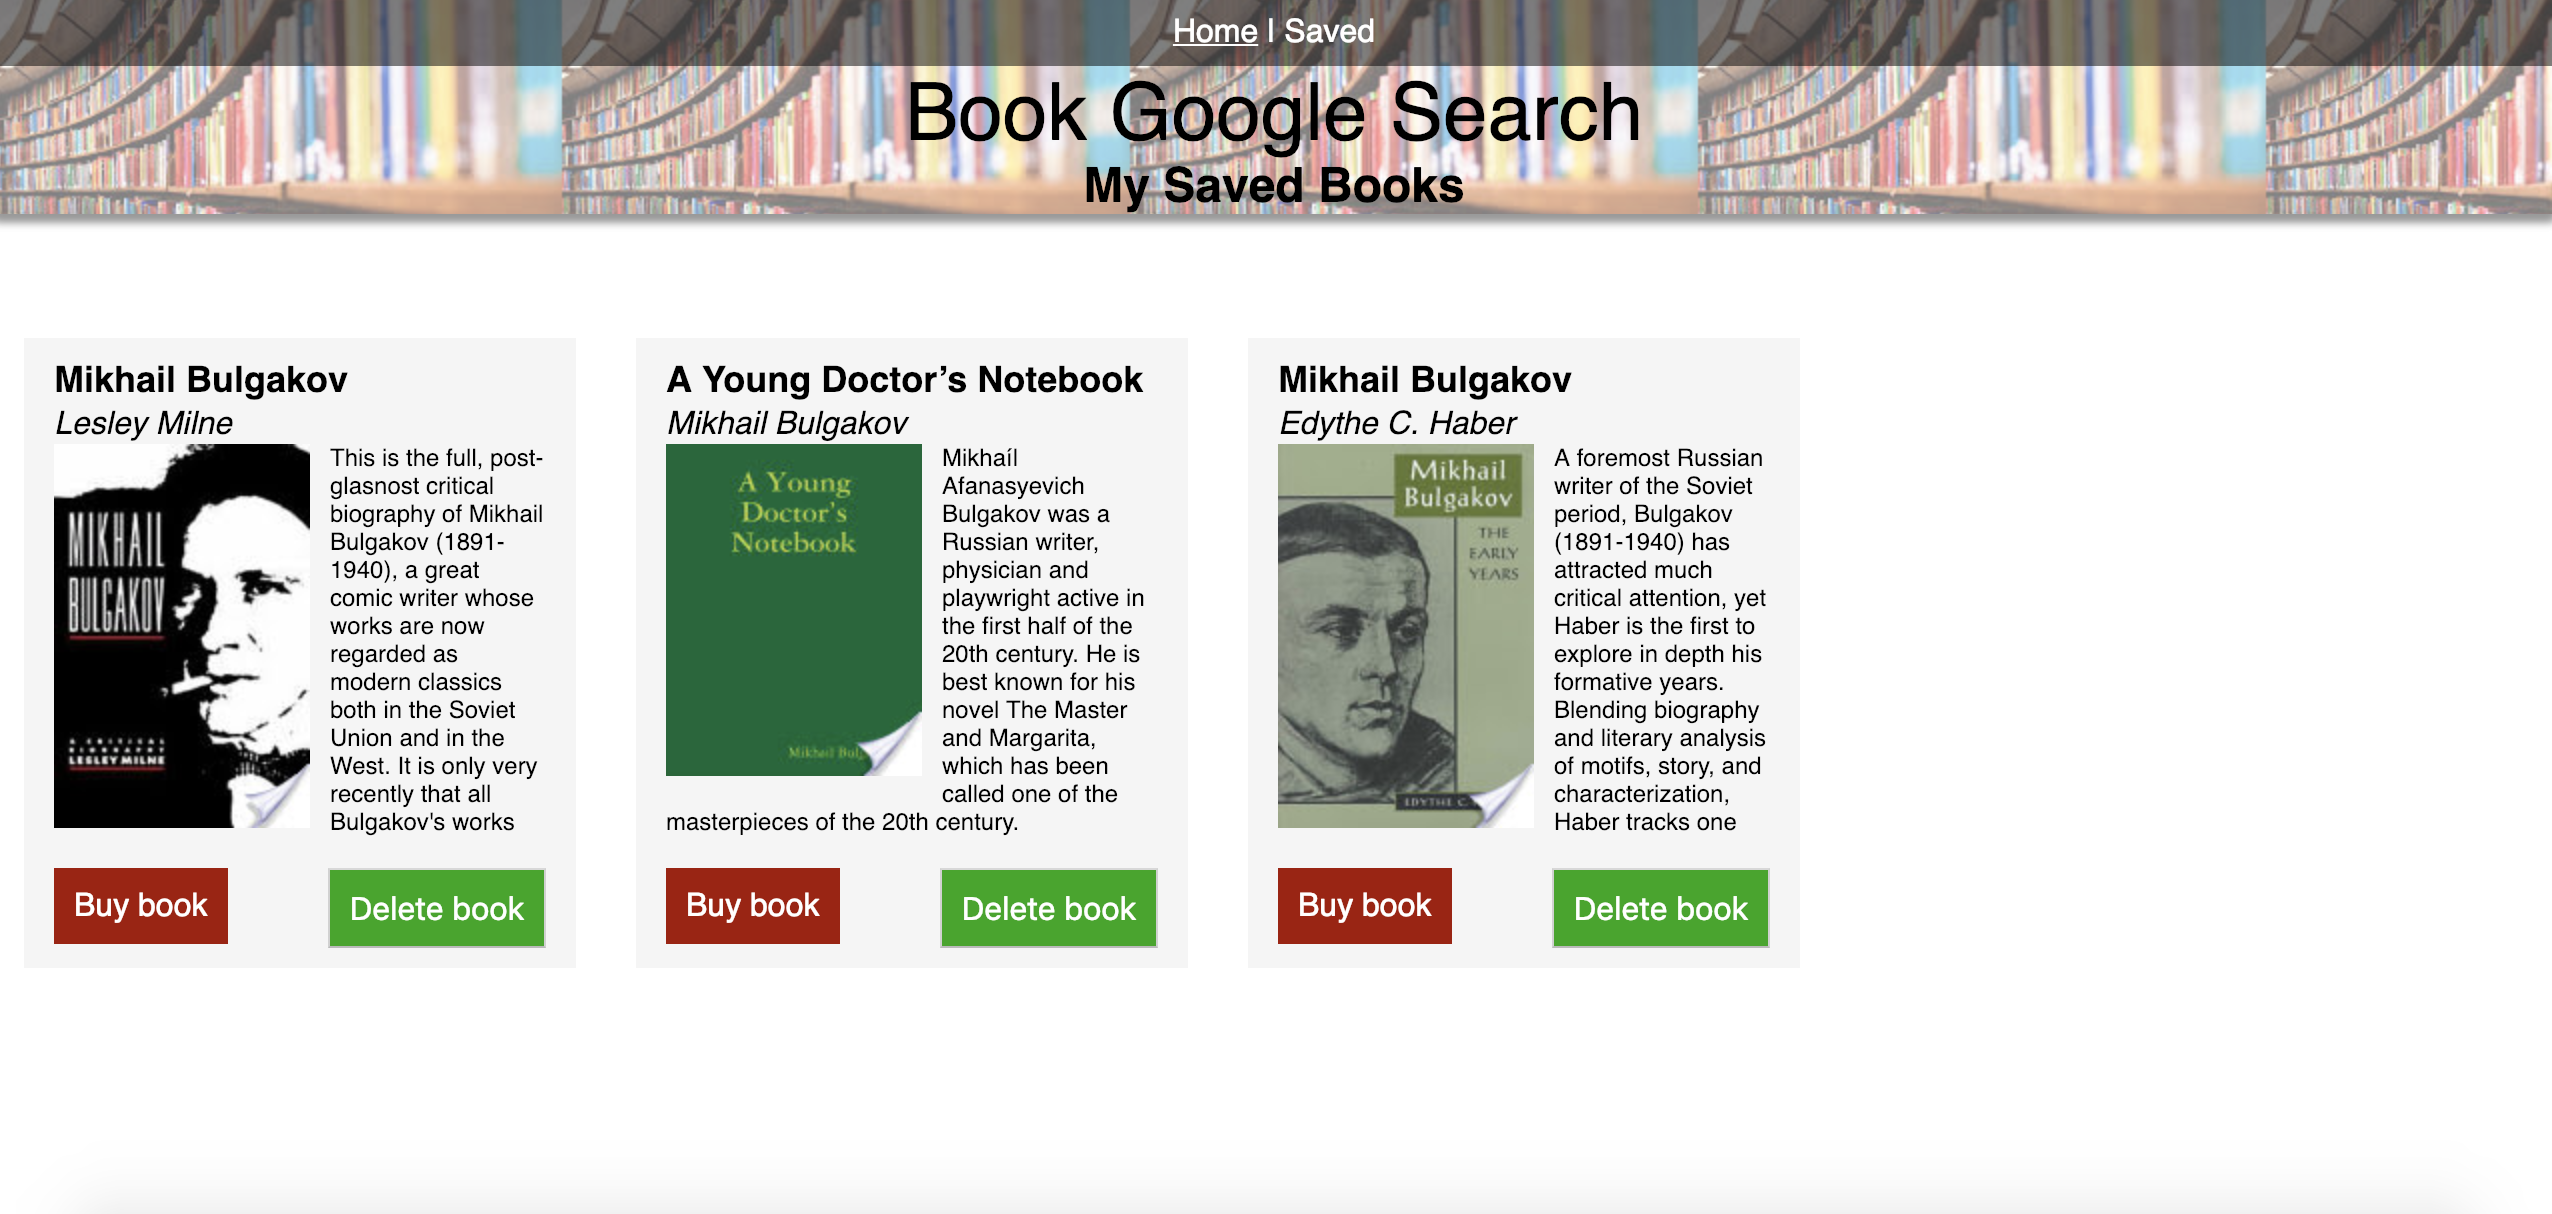 Home | Saved
Book Google Search
My Saved Books
Mikhail Bulgakov
Lesley Milne
MIKHAIL
BULGAKOV
A CRITICAL
BIOGRAPHY
LESLEY MILNE
This is the full, post-
glasnost critical
biography of Mikhail
Bulgakov (1891-
1940), a great
comic writer whose
works are now
regarded as
modern classics
both in the Soviet
Union and in the
West. It is only very
recently that all
Bulgakov's works
Buy book
Delete book
A Young Doctor’s Notebook
Mikhail Bulgakov
A Young
Doctor's
Notebook
Mikhail Bul
Mikhaíl
Afanasyevich
Bulgakov was a
Russian writer,
physician and
playwright active in
the first half of the
20th century. He is
best known for his
novel The Master
and Margarita,
which has been
called one of the
masterpieces of the 20th century.
Buy book
Delete book
Mikhail Bulgakov
Edythe C. Haber
Mikhail
Bulgakov
THE
EARLY
YEARS
EDYTHE C.
A foremost Russian
writer of the Soviet
period, Bulgakov
(1891-1940) has
attracted much
critical attention, yet
Haber is the first to
explore in depth his
formative years.
Blending biography
and literary analysis
of motifs, story, and
characterization,
Haber tracks one
Buy book
Delete book